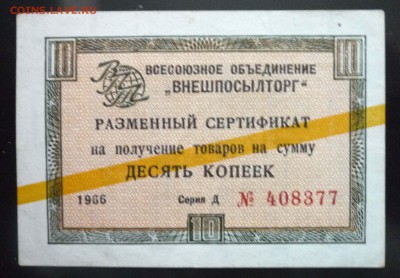 COINS.LAVE.RU
10 10
ВСЕСОЮЗНОЕ ОБЪЕДИНЕНИЕ
„ВНЕШПОСЫЛТОРГ“
РАЗМЕННЫЙ СЕРТИФИКАТ
на получение товаров на сумму
ДЕСЯТЬ КОПЕЕК
1966 Серия Д № 408377
10